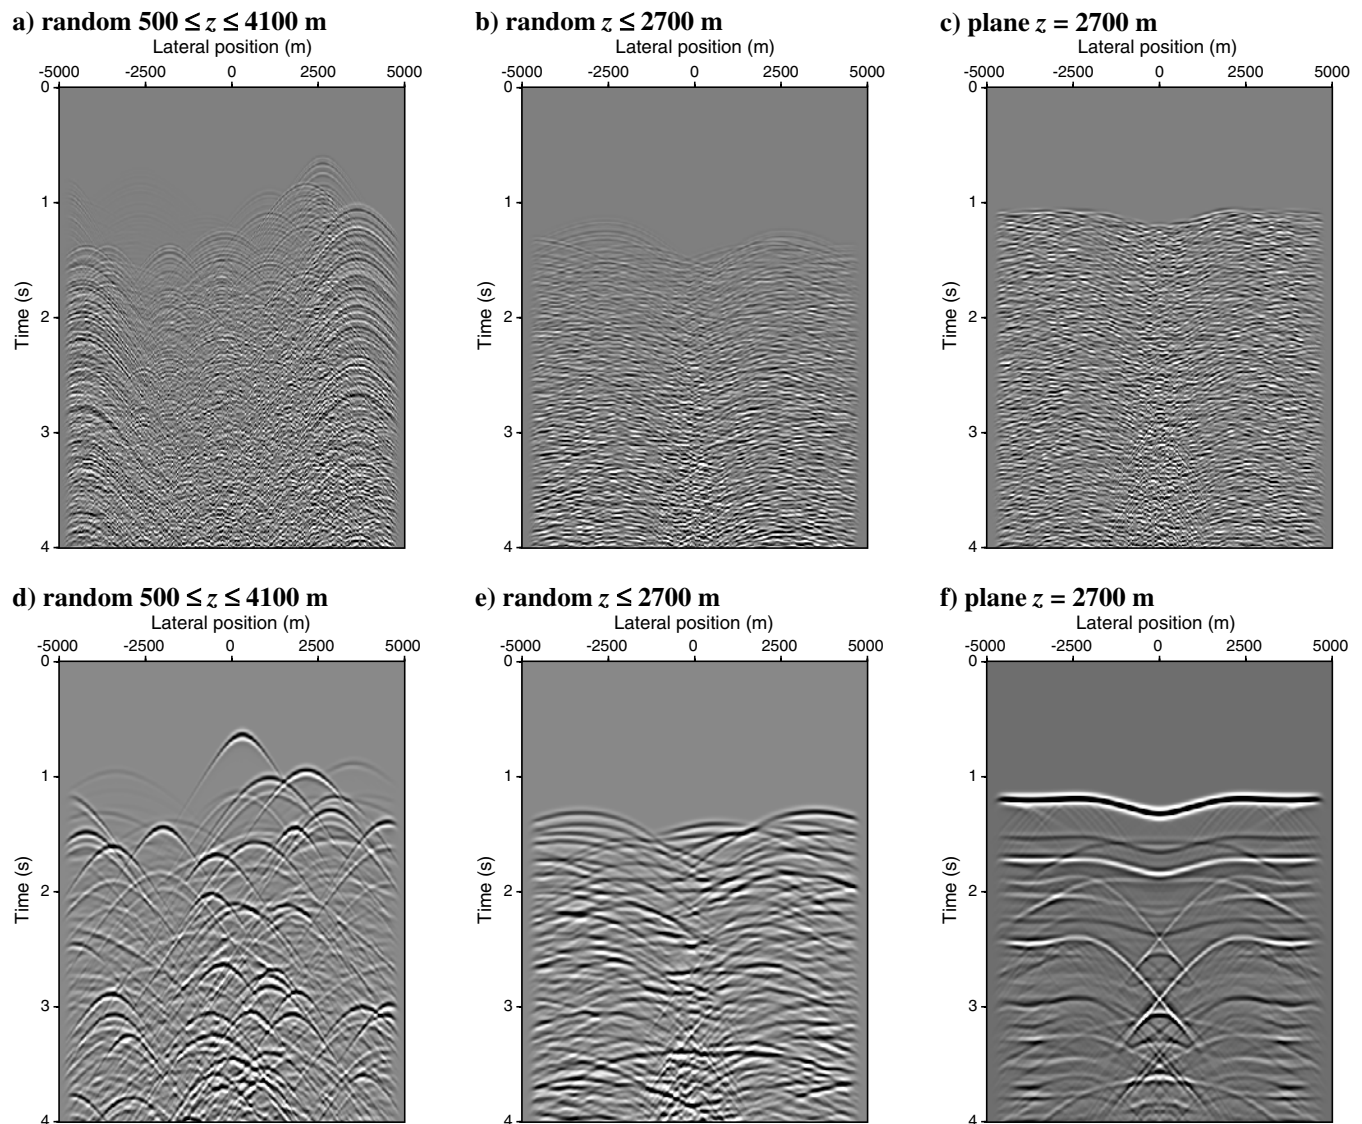 a) random 500 ≤ z ≤ 4100 m
b) random z ≤ 2700 m
c) plane z = 2700 m
Lateral position (m)
Lateral position (m)
Lateral position (m)
-5000 -2500 0 2500 5000
-5000 -2500 0 2500 5000
-5000 -2500 0 2500 5000
Time (s)
0
1
2
3
4
Time (s)
0
1
2
3
4
Time (s)
0
1
2
3
4
d) random 500 ≤ z ≤ 4100 m
e) random z ≤ 2700 m
f) plane z = 2700 m
Lateral position (m)
Lateral position (m)
Lateral position (m)
-5000 -2500 0 2500 5000
-5000 -2500 0 2500 5000
-5000 -2500 0 2500 5000
Time (s)
0
1
2
3
4
Time (s)
0
1
2
3
4
Time (s)
0
1
2
3
4